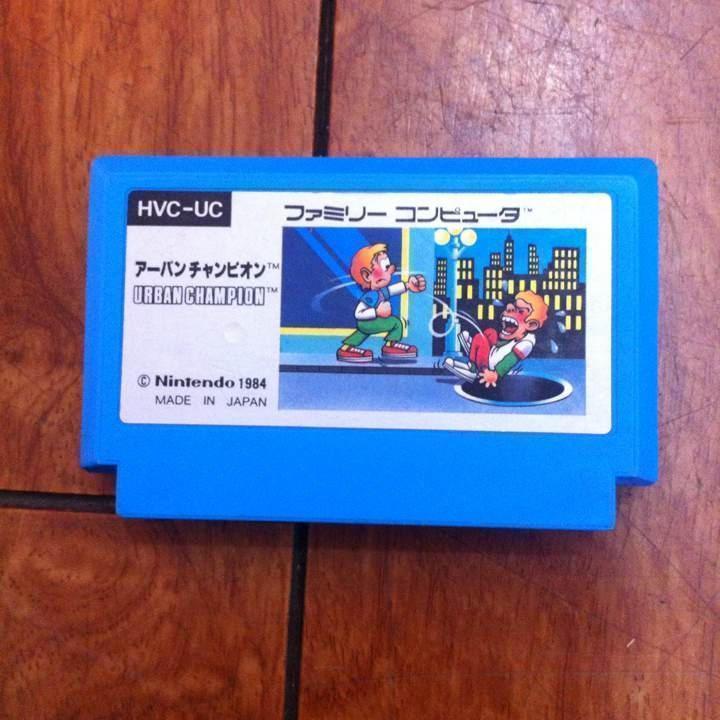 HVC-UC
ファミリー コンピュータ™
アーバンチャンピオン™
URBAN CHAMPION™
© Nintendo 1984
MADE IN JAPAN